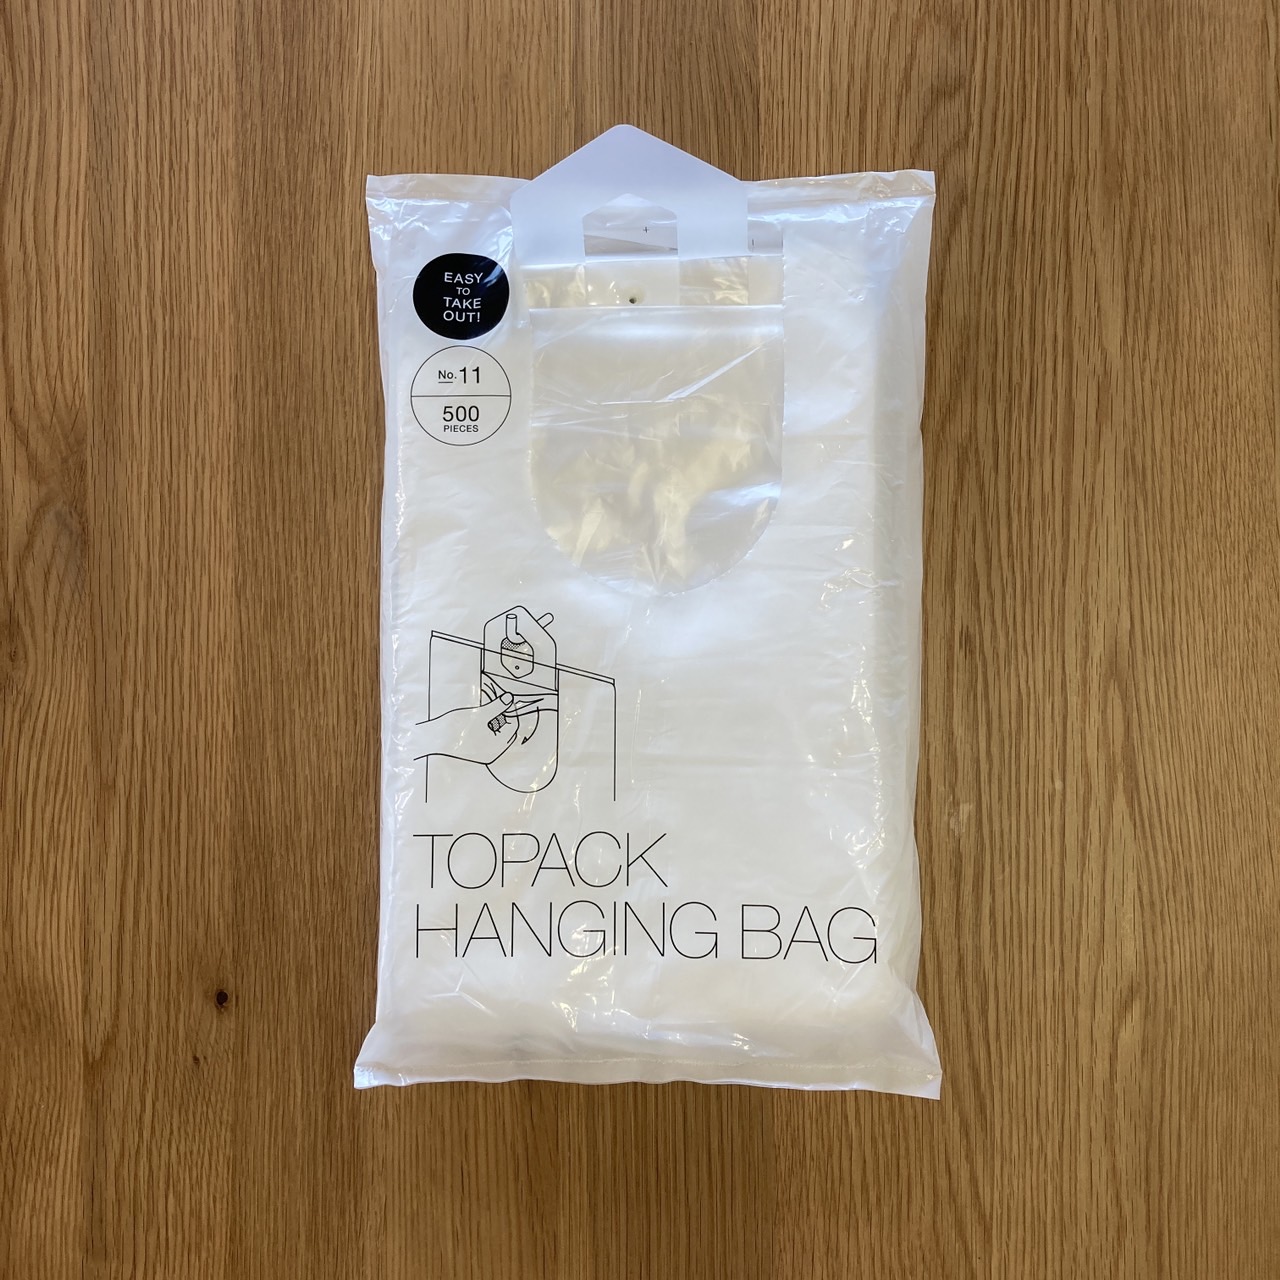 EASY
TO
TAKE
OUT!
No.11
500
PIECES
TOPACK
HANGING BAG